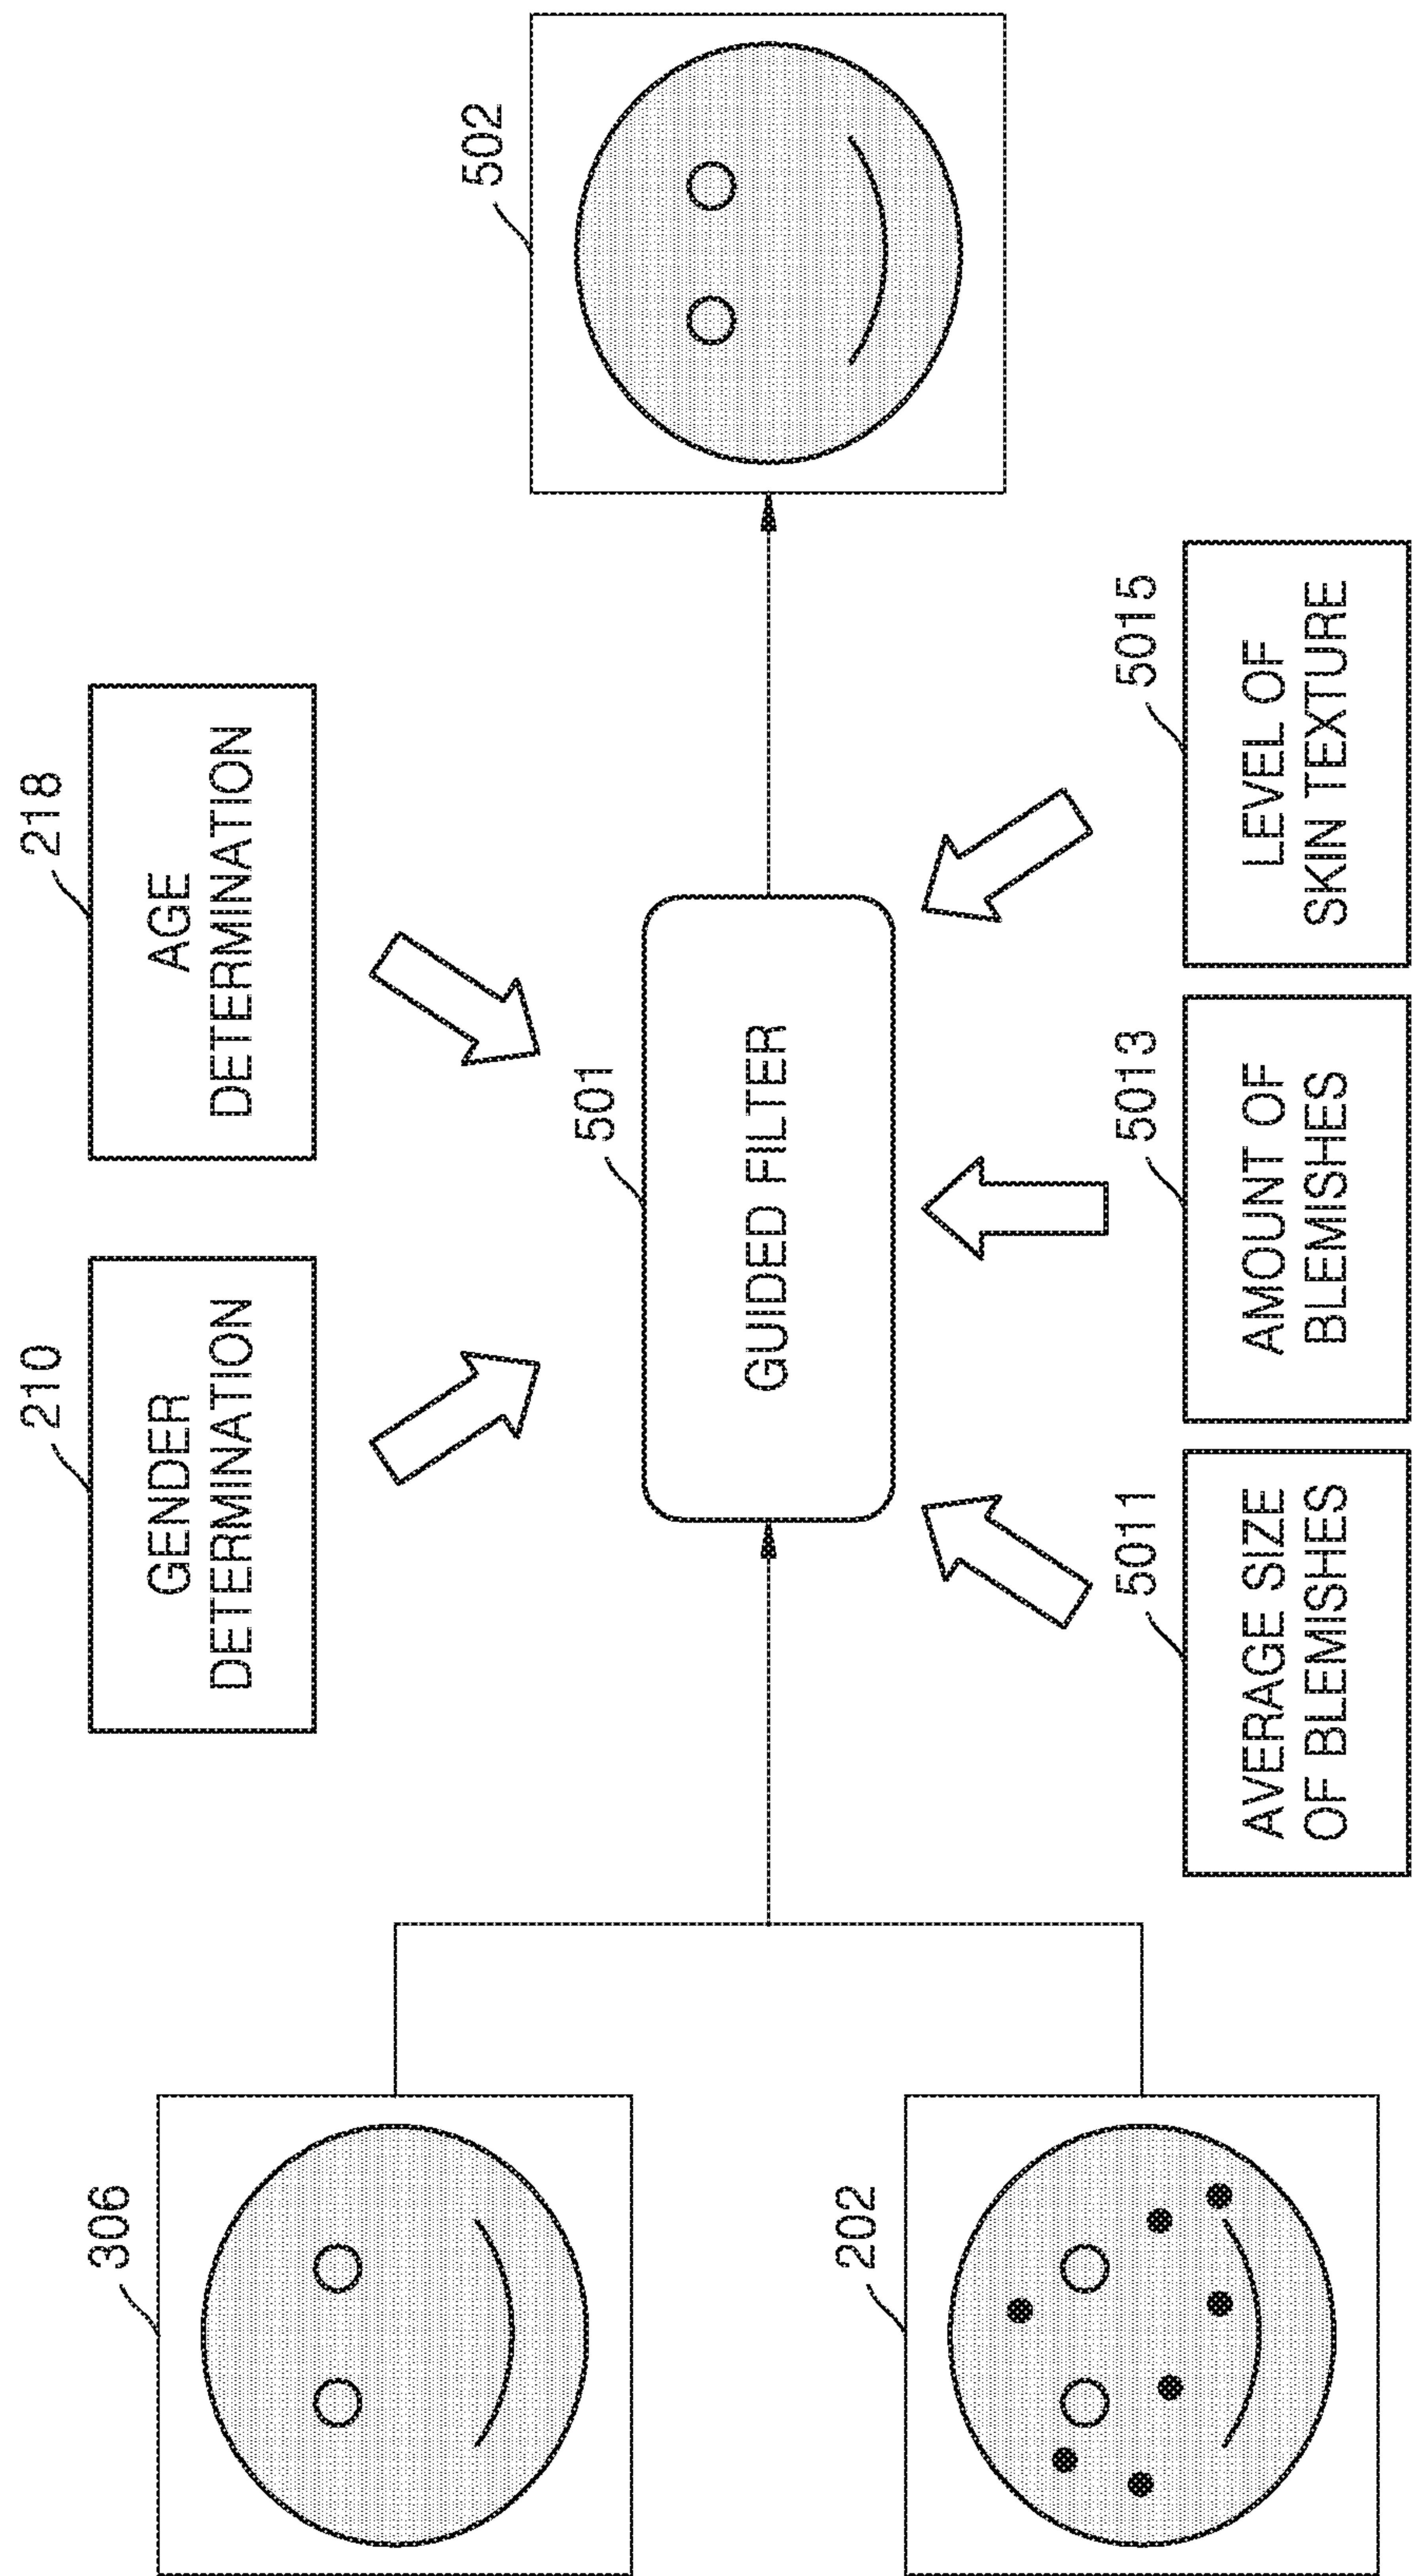 306
202
210
GENDER
DETERMINATION
218
AGE
DETERMINATION
501
GUIDED FILTER
5011
AVERAGE SIZE
OF BLEMISHES
5013
AMOUNT OF
BLEMISHES
5015
LEVEL OF
SKIN TEXTURE
502